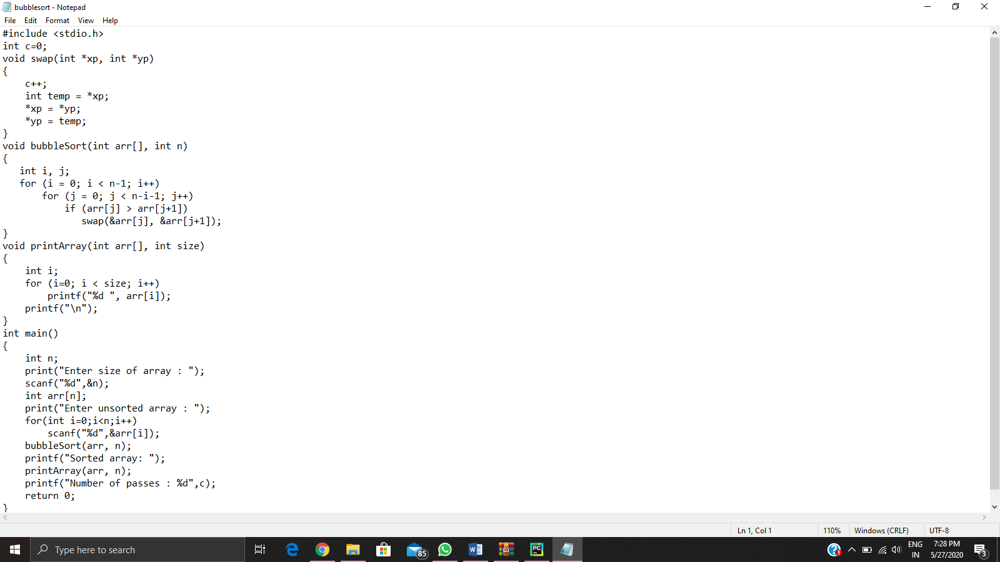 bubblesort - Notepad
File Edit Format View Help
#include <stdio.h>
int c=0;
void swap(int *xp, int *yp)
{
    c++;
    int temp = *xp;
    *xp = *yp;
    *yp = temp;
}
void bubbleSort(int arr[], int n)
{
   int i, j;
   for (i = 0; i < n-1; i++)
       for (j = 0; j < n-i-1; j++)
           if (arr[j] > arr[j+1])
              swap(&arr[j], &arr[j+1]);
}
void printArray(int arr[], int size)
{
    int i;
    for (i=0; i < size; i++)
        printf("%d ", arr[i]);
    printf("\n");
}
int main()
{
    int n;
    print("Enter size of array : ");
    scanf("%d",&n);
    int arr[n];
    print("Enter unsorted array : ");
    for(int i=0;i<n;i++)
        scanf("%d",&arr[i]);
    bubbleSort(arr, n);
    printf("Sorted array: ");
    printArray(arr, n);
    printf("Number of passes : %d",c);
    return 0;
}
Ln 1, Col 1 110% Windows (CRLF) UTF-8
Type here to search 85 W PC ENG IN 7:28 PM 5/27/2020 3